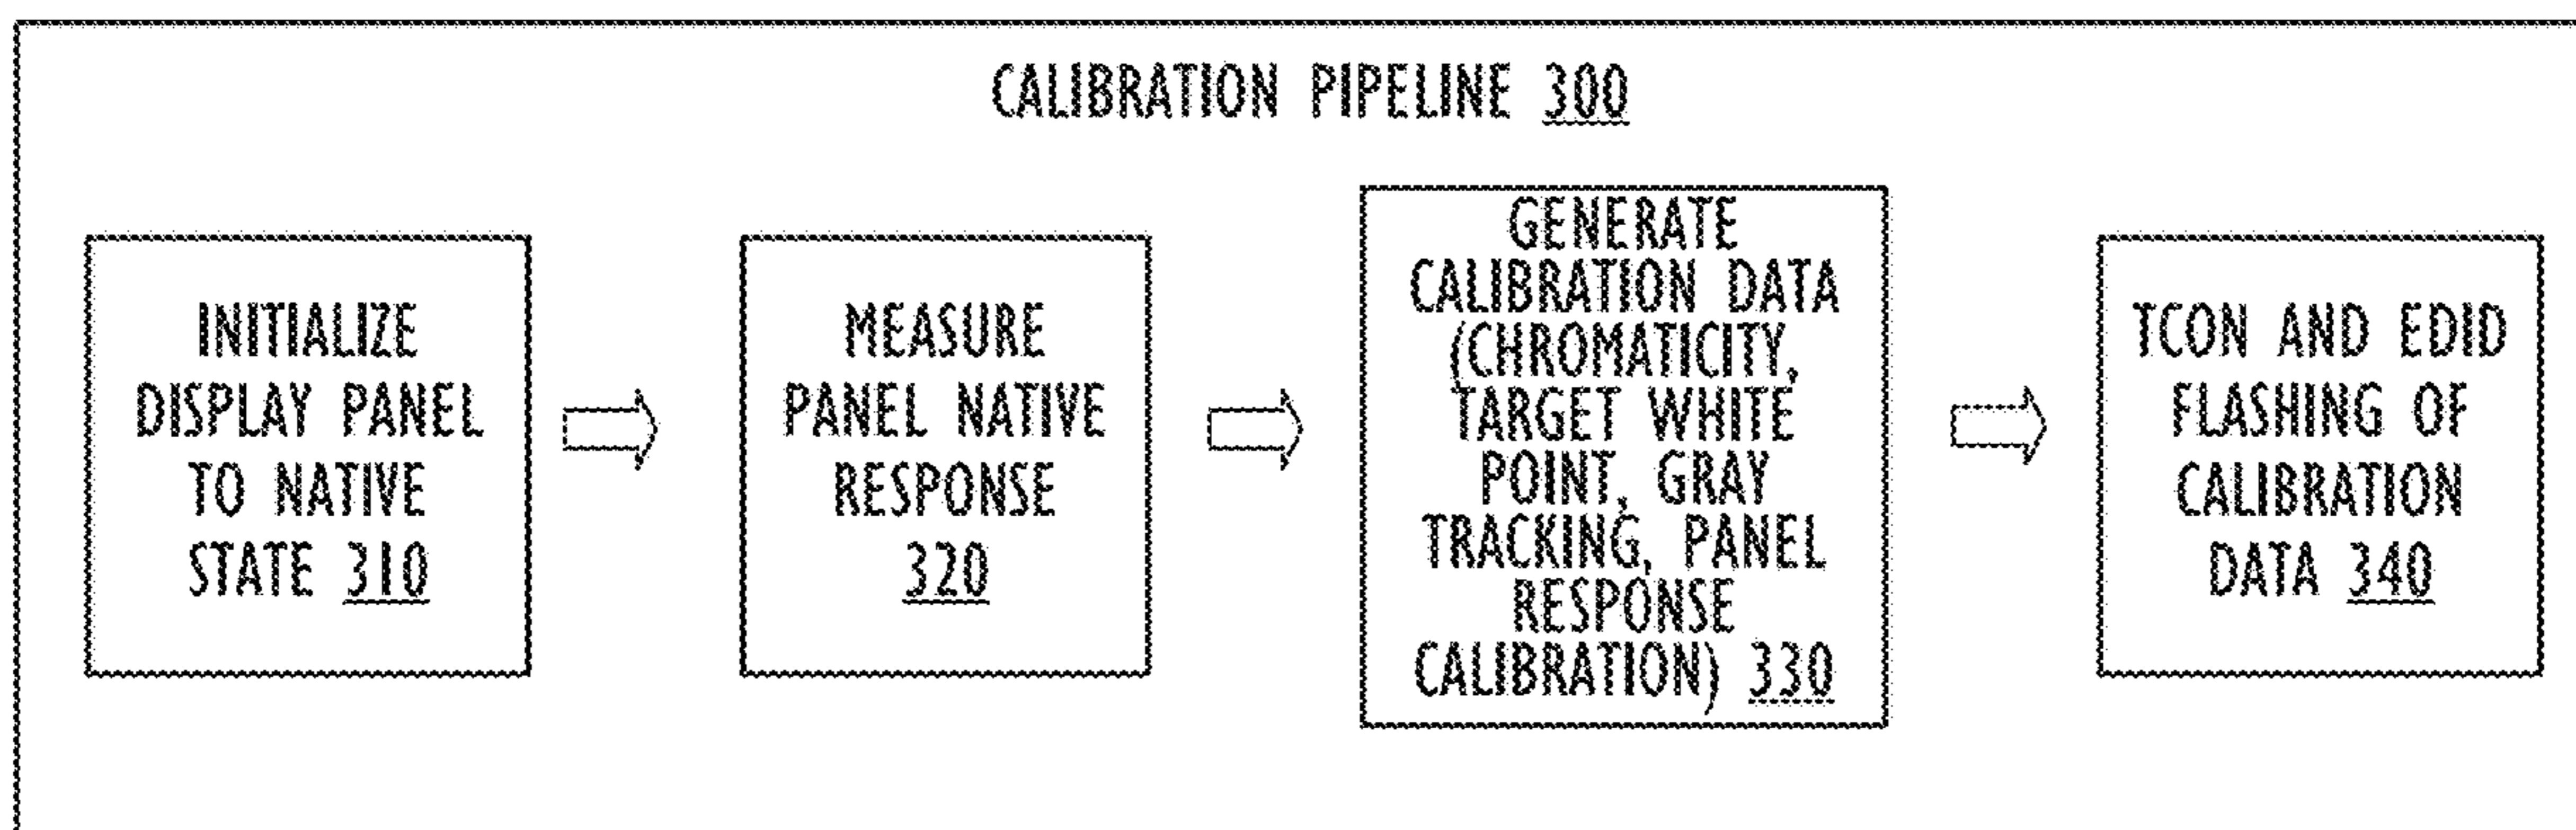 CALIBRATION PIPELINE 300
INITIALIZE
DISPLAY PANEL
TO NATIVE
STATE 310
MEASURE
PANEL NATIVE
RESPONSE
320
GENERATE
CALIBRATION DATA
(CHROMATICITY,
TARGET WHITE
POINT, GRAY
TRACKING, PANEL
RESPONSE
CALIBRATION) 330
TCON AND EDID
FLASHING OF
CALIBRATION
DATA 340